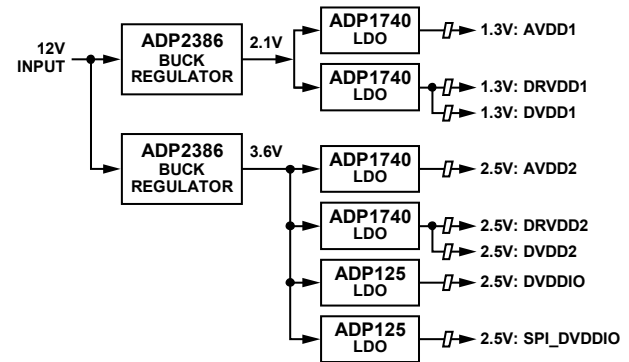 12V
INPUT
ADP2386
BUCK
REGULATOR
2.1V
ADP1740
LDO
1.3V: AVDD1
ADP1740
LDO
1.3V: DRVDD1
1.3V: DVDD1
ADP2386
BUCK
REGULATOR
3.6V
ADP1740
LDO
2.5V: AVDD2
ADP1740
LDO
2.5V: DRVDD2
2.5V: DVDD2
ADP125
LDO
2.5V: DVDDIO
ADP125
LDO
2.5V: SPI_DVDDIO